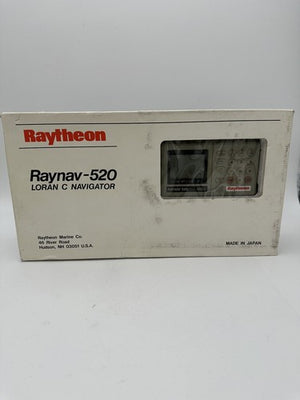 Raytheon
Raynav-520
LORAN C NAVIGATOR
Raytheon
Raytheon Marine Co.
46 River Road
Hudson, NH 03051 U.S.A.
MADE IN JAPAN